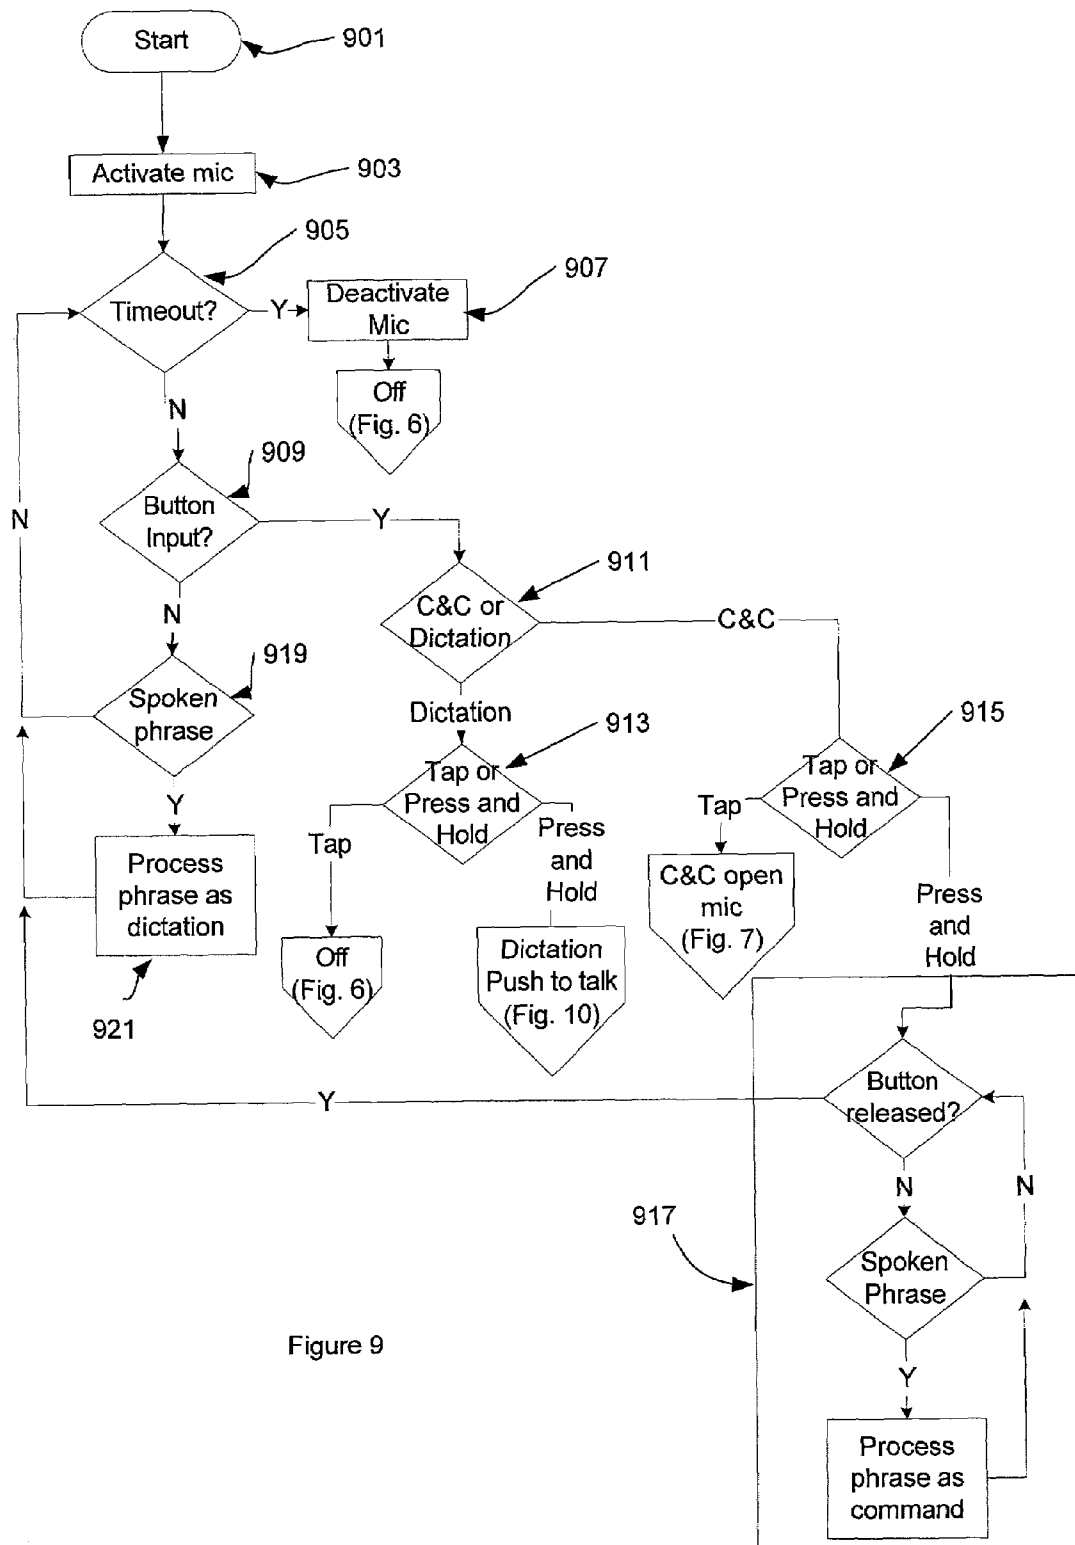 Start
901
Activate mic
903
905
Timeout?
Y
907
Deactivate
Mic
Off
(Fig. 6)
N
909
Button
Input?
Y
N
N
911
C&C or
Dictation
C&C
919
Spoken
phrase
Dictation
913
Tap or
Press and
Hold
915
Tap or
Press and
Hold
Y
Process
phrase as
dictation
921
Tap
Off
(Fig. 6)
Press
and
Hold
Dictation
Push to talk
(Fig. 10)
Tap
C&C open
mic
(Fig. 7)
Press
and
Hold
Button
released?
Y
N
N
917
Spoken
Phrase
Y
Process
phrase as
command
Figure 9